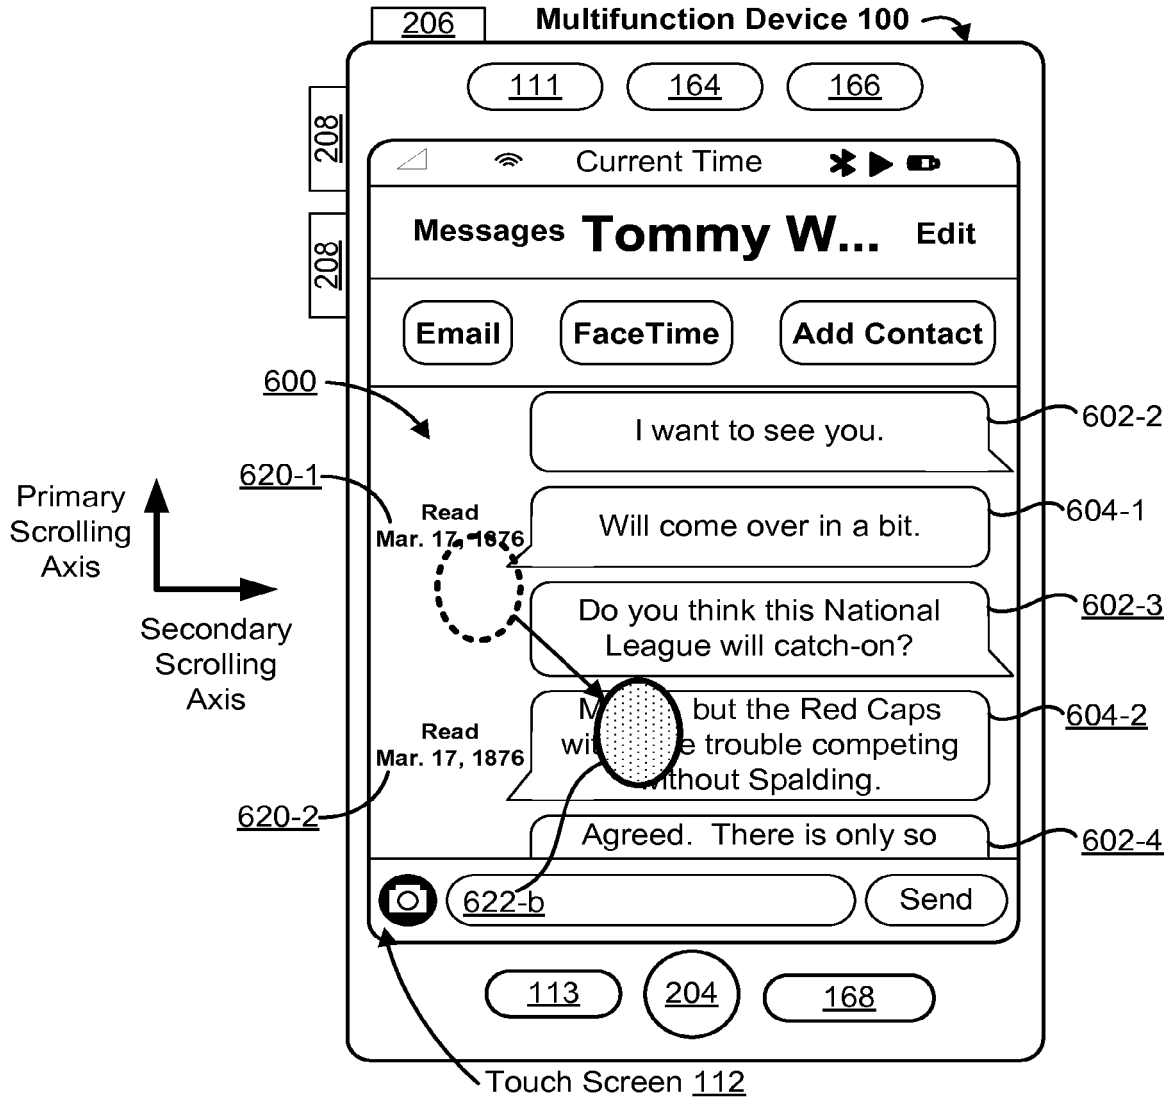 206
Multifunction Device 100
111
164
166
208
208
Current Time
Messages
Tommy W...
Edit
Email
FaceTime
Add Contact
600
I want to see you.
602-2
620-1
Read
Mar. 17, 1876
Will come over in a bit.
604-1
Primary
Scrolling
Axis
Secondary
Scrolling
Axis
Do you think this National
League will catch-on?
602-3
Read
Mar. 17, 1876
but the Red Caps
trouble competing
Spalding.
604-2
620-2
Agreed. There is only so
602-4
622-b
Send
113
204
168
Touch Screen 112